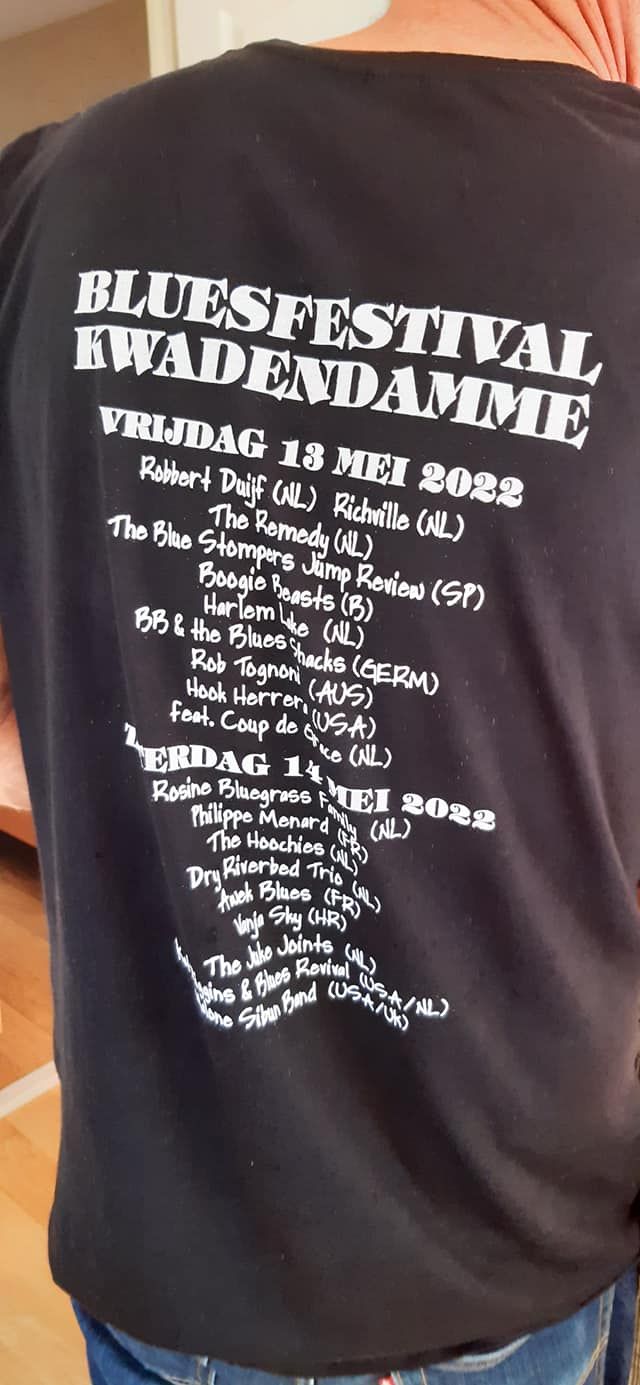 BLUESFESTIVAL
KWADENDAMME
VRIJDAG 13 MEI 2022
Robbert Duijf (NL) Richville (NL)
The Remedy (NL)
The Blue Stompers Jump Review (SP)
Boogie Beasts (B)
Harlem Lake (NL)
BB & the Blues Shacks (GERM)
Rob Tognoni (AUS)
Hook Herrera (USA)
feat. Coup de Grace (NL)
ZATERDAG 14 MEI 2022
Rosine Bluegrass Family (NL)
Philippe Menard (FR)
The Hoochies (NL)
Dry Riverbed Trio (NL)
Awek Blues (FR)
Vanja Sky (HR)
The Juke Joints (NL)
& Blues Revival (USA/NL)
Sibun Band (USA/UK)